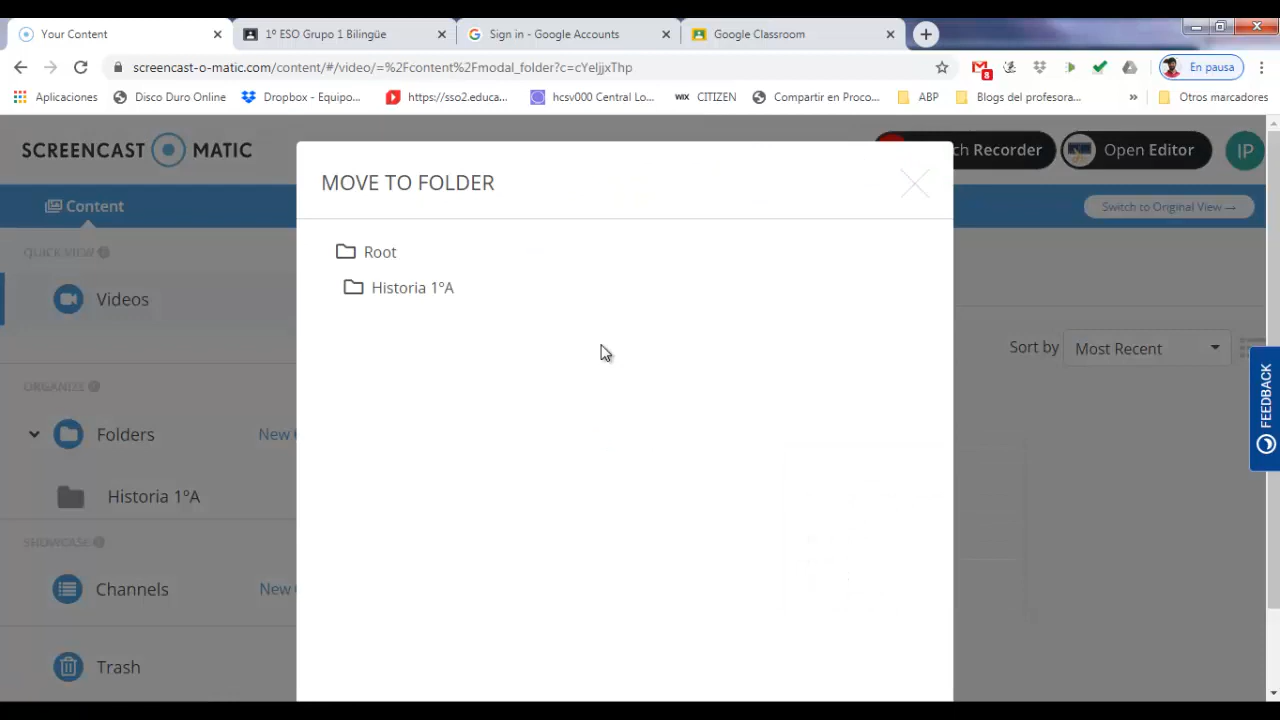 Your Content
1º ESO Grupo 1 Bilingüe
Sign in - Google Accounts
Google Classroom
screencast-o-matic.com/content/#/video/=%2Fcontent%2Fmodal_folder?c=cYeljjxThp
8
En pausa
Aplicaciones
Disco Duro Online
Dropbox - Equipo...
https://sso2.educa...
hcsv000 Central Lo...
WIX
CITIZEN
Compartir en Proco...
ABP
Blogs del profesora...
»
Otros marcadores
SCREENCAST MATIC
ch Recorder
Open Editor
IP
Content
Switch to Original View →
QUICK VIEW
Videos
ORGANIZE
Folders
New
Historia 1ºA
SHOWCASE
Channels
New
Trash
MOVE TO FOLDER
Root
Historia 1ºA
Sort by
Most Recent
FEEDBACK